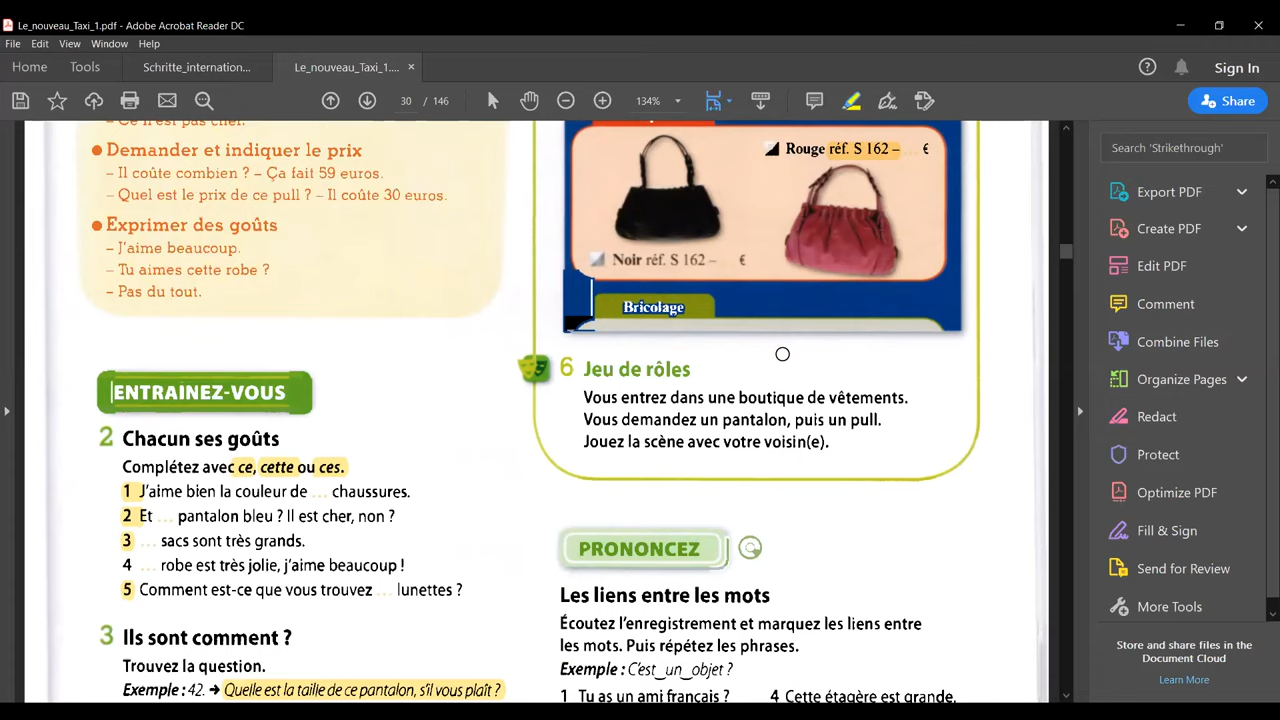 Le_nouveau_Taxi_1.pdf - Adobe Acrobat Reader DC
File Edit View Window Help
Home Tools Schritte_internation... Le_nouveau_Taxi_1.... ×
Sign In
30 / 146
134%
Share
– Ce n'est pas cher.
Demander et indiquer le prix
– Il coûte combien ? – Ça fait 59 euros.
– Quel est le prix de ce pull ? – Il coûte 30 euros.
Exprimer des goûts
– J'aime beaucoup.
– Tu aimes cette robe ?
– Pas du tout.
ENTRAINEZ-VOUS
2 Chacun ses goûts
Complétez avec ce, cette ou ces.
1 J'aime bien la couleur de ... chaussures.
2 Et ... pantalon bleu ? Il est cher, non ?
3 ... sacs sont très grands.
4 ... robe est très jolie, j'aime beaucoup !
5 Comment est-ce que vous trouvez ... lunettes ?
3 Ils sont comment ?
Trouvez la question.
Exemple : 42. → Quelle est la taille de ce pantalon, s'il vous plaît ?
Rouge réf. S 162 – ... €
Noir réf. S 162 – €
Bricolage
6 Jeu de rôles
Vous entrez dans une boutique de vêtements.
Vous demandez un pantalon, puis un pull.
Jouez la scène avec votre voisin(e).
PRONONCEZ
Les liens entre les mots
Écoutez l'enregistrement et marquez les liens entre
les mots. Puis répétez les phrases.
Exemple : C'est‿un‿objet ?
1 Tu as un ami français ? 4 Cette étagère est grande.
Search 'Strikethrough'
Export PDF
Create PDF
Edit PDF
Comment
Combine Files
Organize Pages
Redact
Protect
Optimize PDF
Fill & Sign
Send for Review
More Tools
Store and share files in the
Document Cloud
Learn More